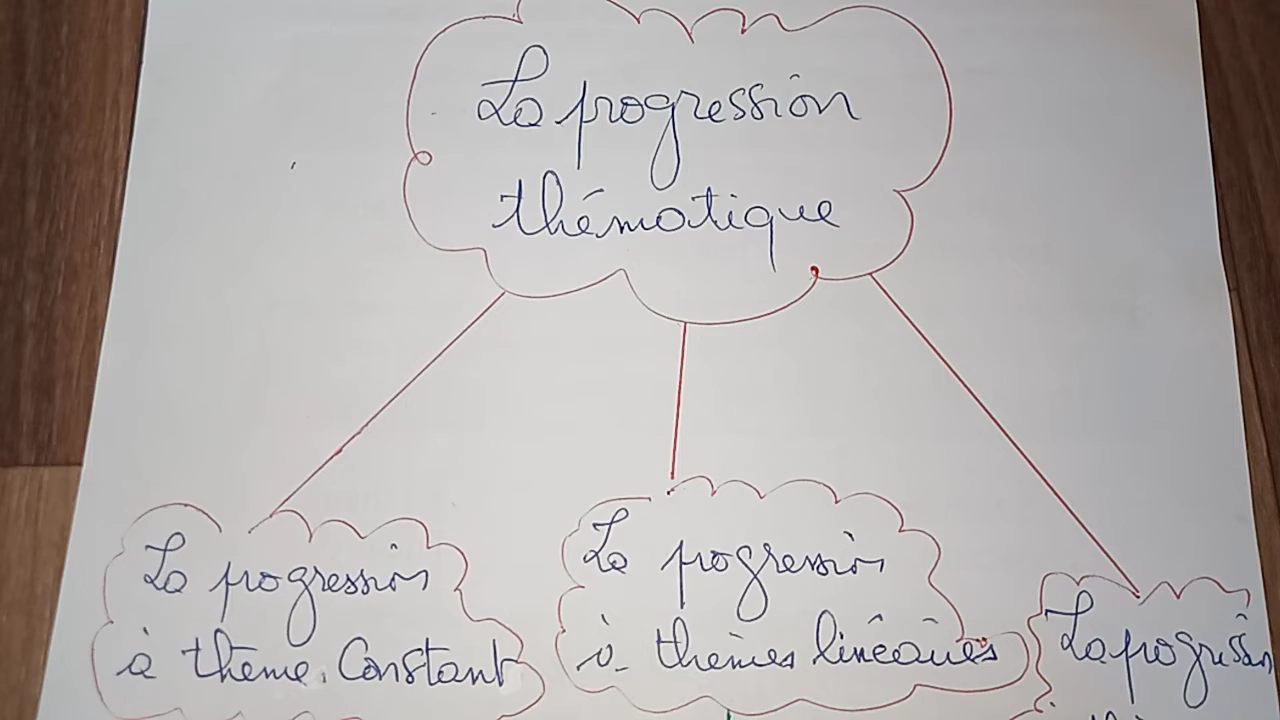 La progression
thématique
La progression
à thème Constant
La progression
à thèmes linéaires
La progression